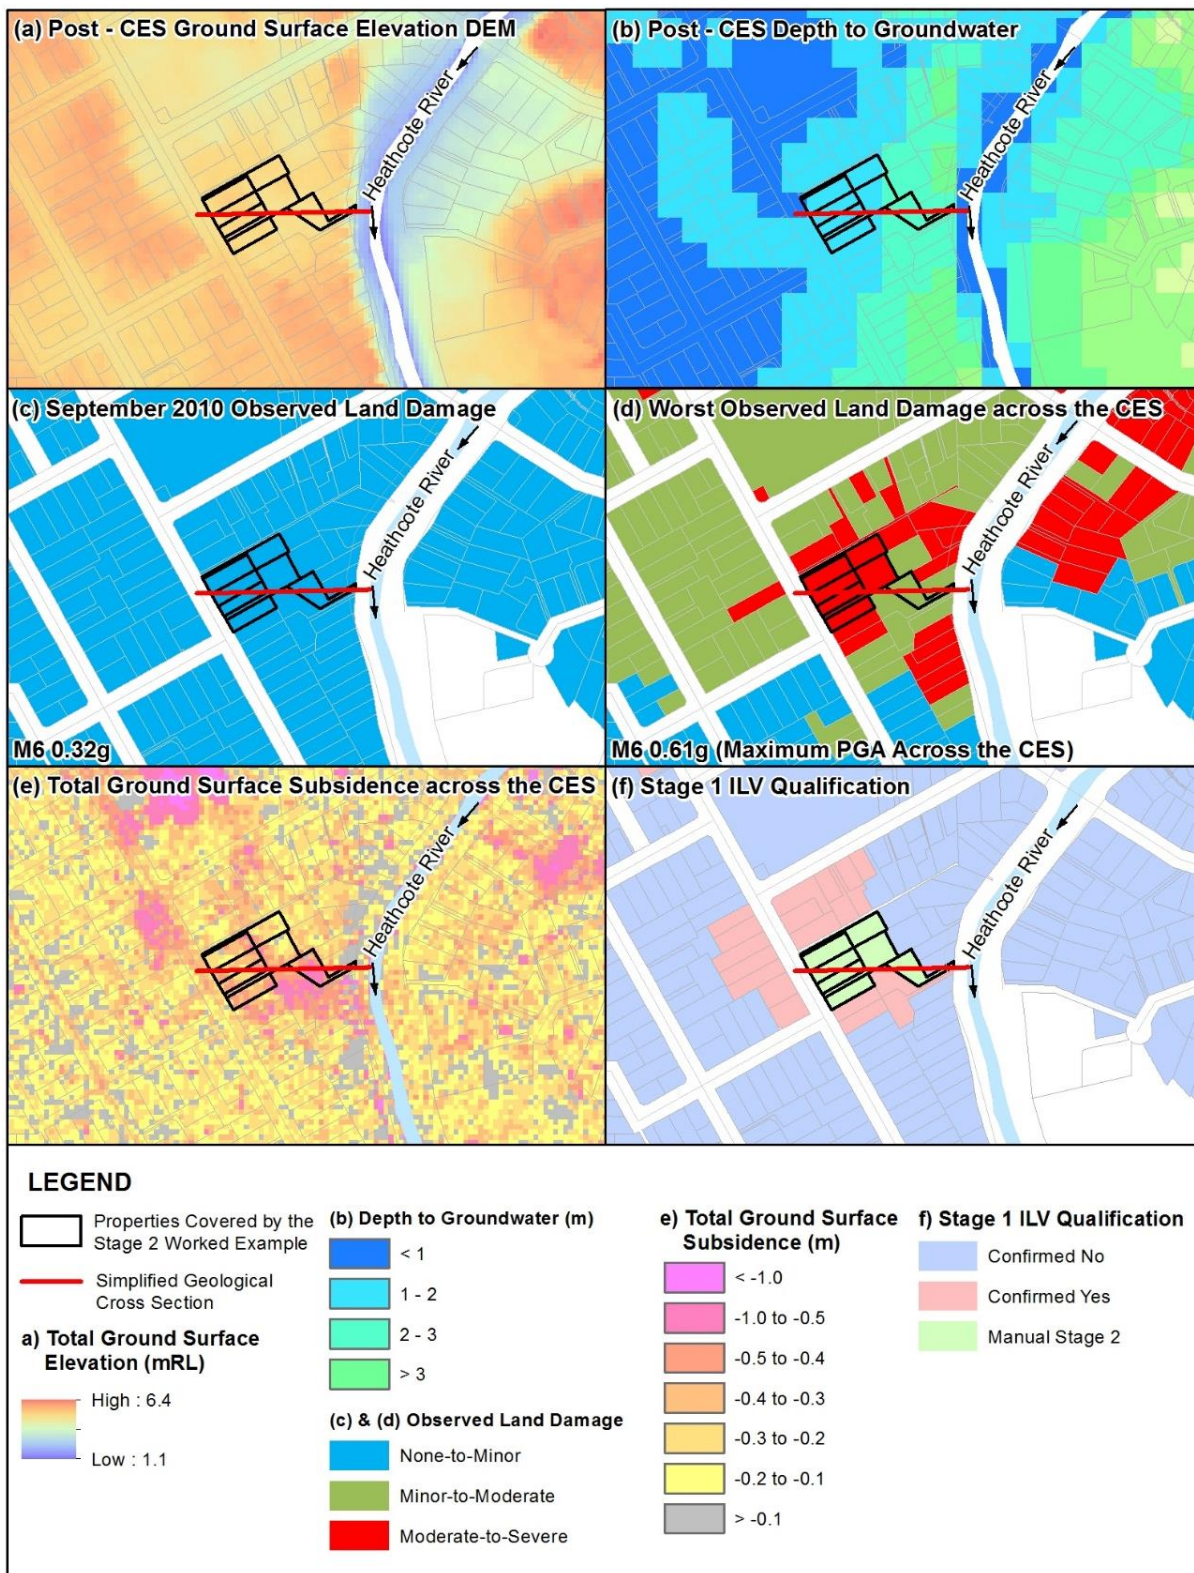 (a) Post - CES Ground Surface Elevation DEM
Heathcote River
(b) Post - CES Depth to Groundwater
Heathcote River
(c) September 2010 Observed Land Damage
Heathcote River
M6 0.32g
(d) Worst Observed Land Damage across the CES
Heathcote River
M6 0.61g (Maximum PGA Across the CES)
(e) Total Ground Surface Subsidence across the CES
Heathcote River
(f) Stage 1 ILV Qualification
Heathcote River
LEGEND
Properties Covered by the
Stage 2 Worked Example
Simplified Geological
Cross Section
a) Total Ground Surface
Elevation (mRL)
High : 6.4
Low : 1.1
(b) Depth to Groundwater (m)
< 1
1 - 2
2 - 3
> 3
(c) & (d) Observed Land Damage
None-to-Minor
Minor-to-Moderate
Moderate-to-Severe
e) Total Ground Surface
Subsidence (m)
< -1.0
-1.0 to -0.5
-0.5 to -0.4
-0.4 to -0.3
-0.3 to -0.2
-0.2 to -0.1
> -0.1
f) Stage 1 ILV Qualification
Confirmed No
Confirmed Yes
Manual Stage 2